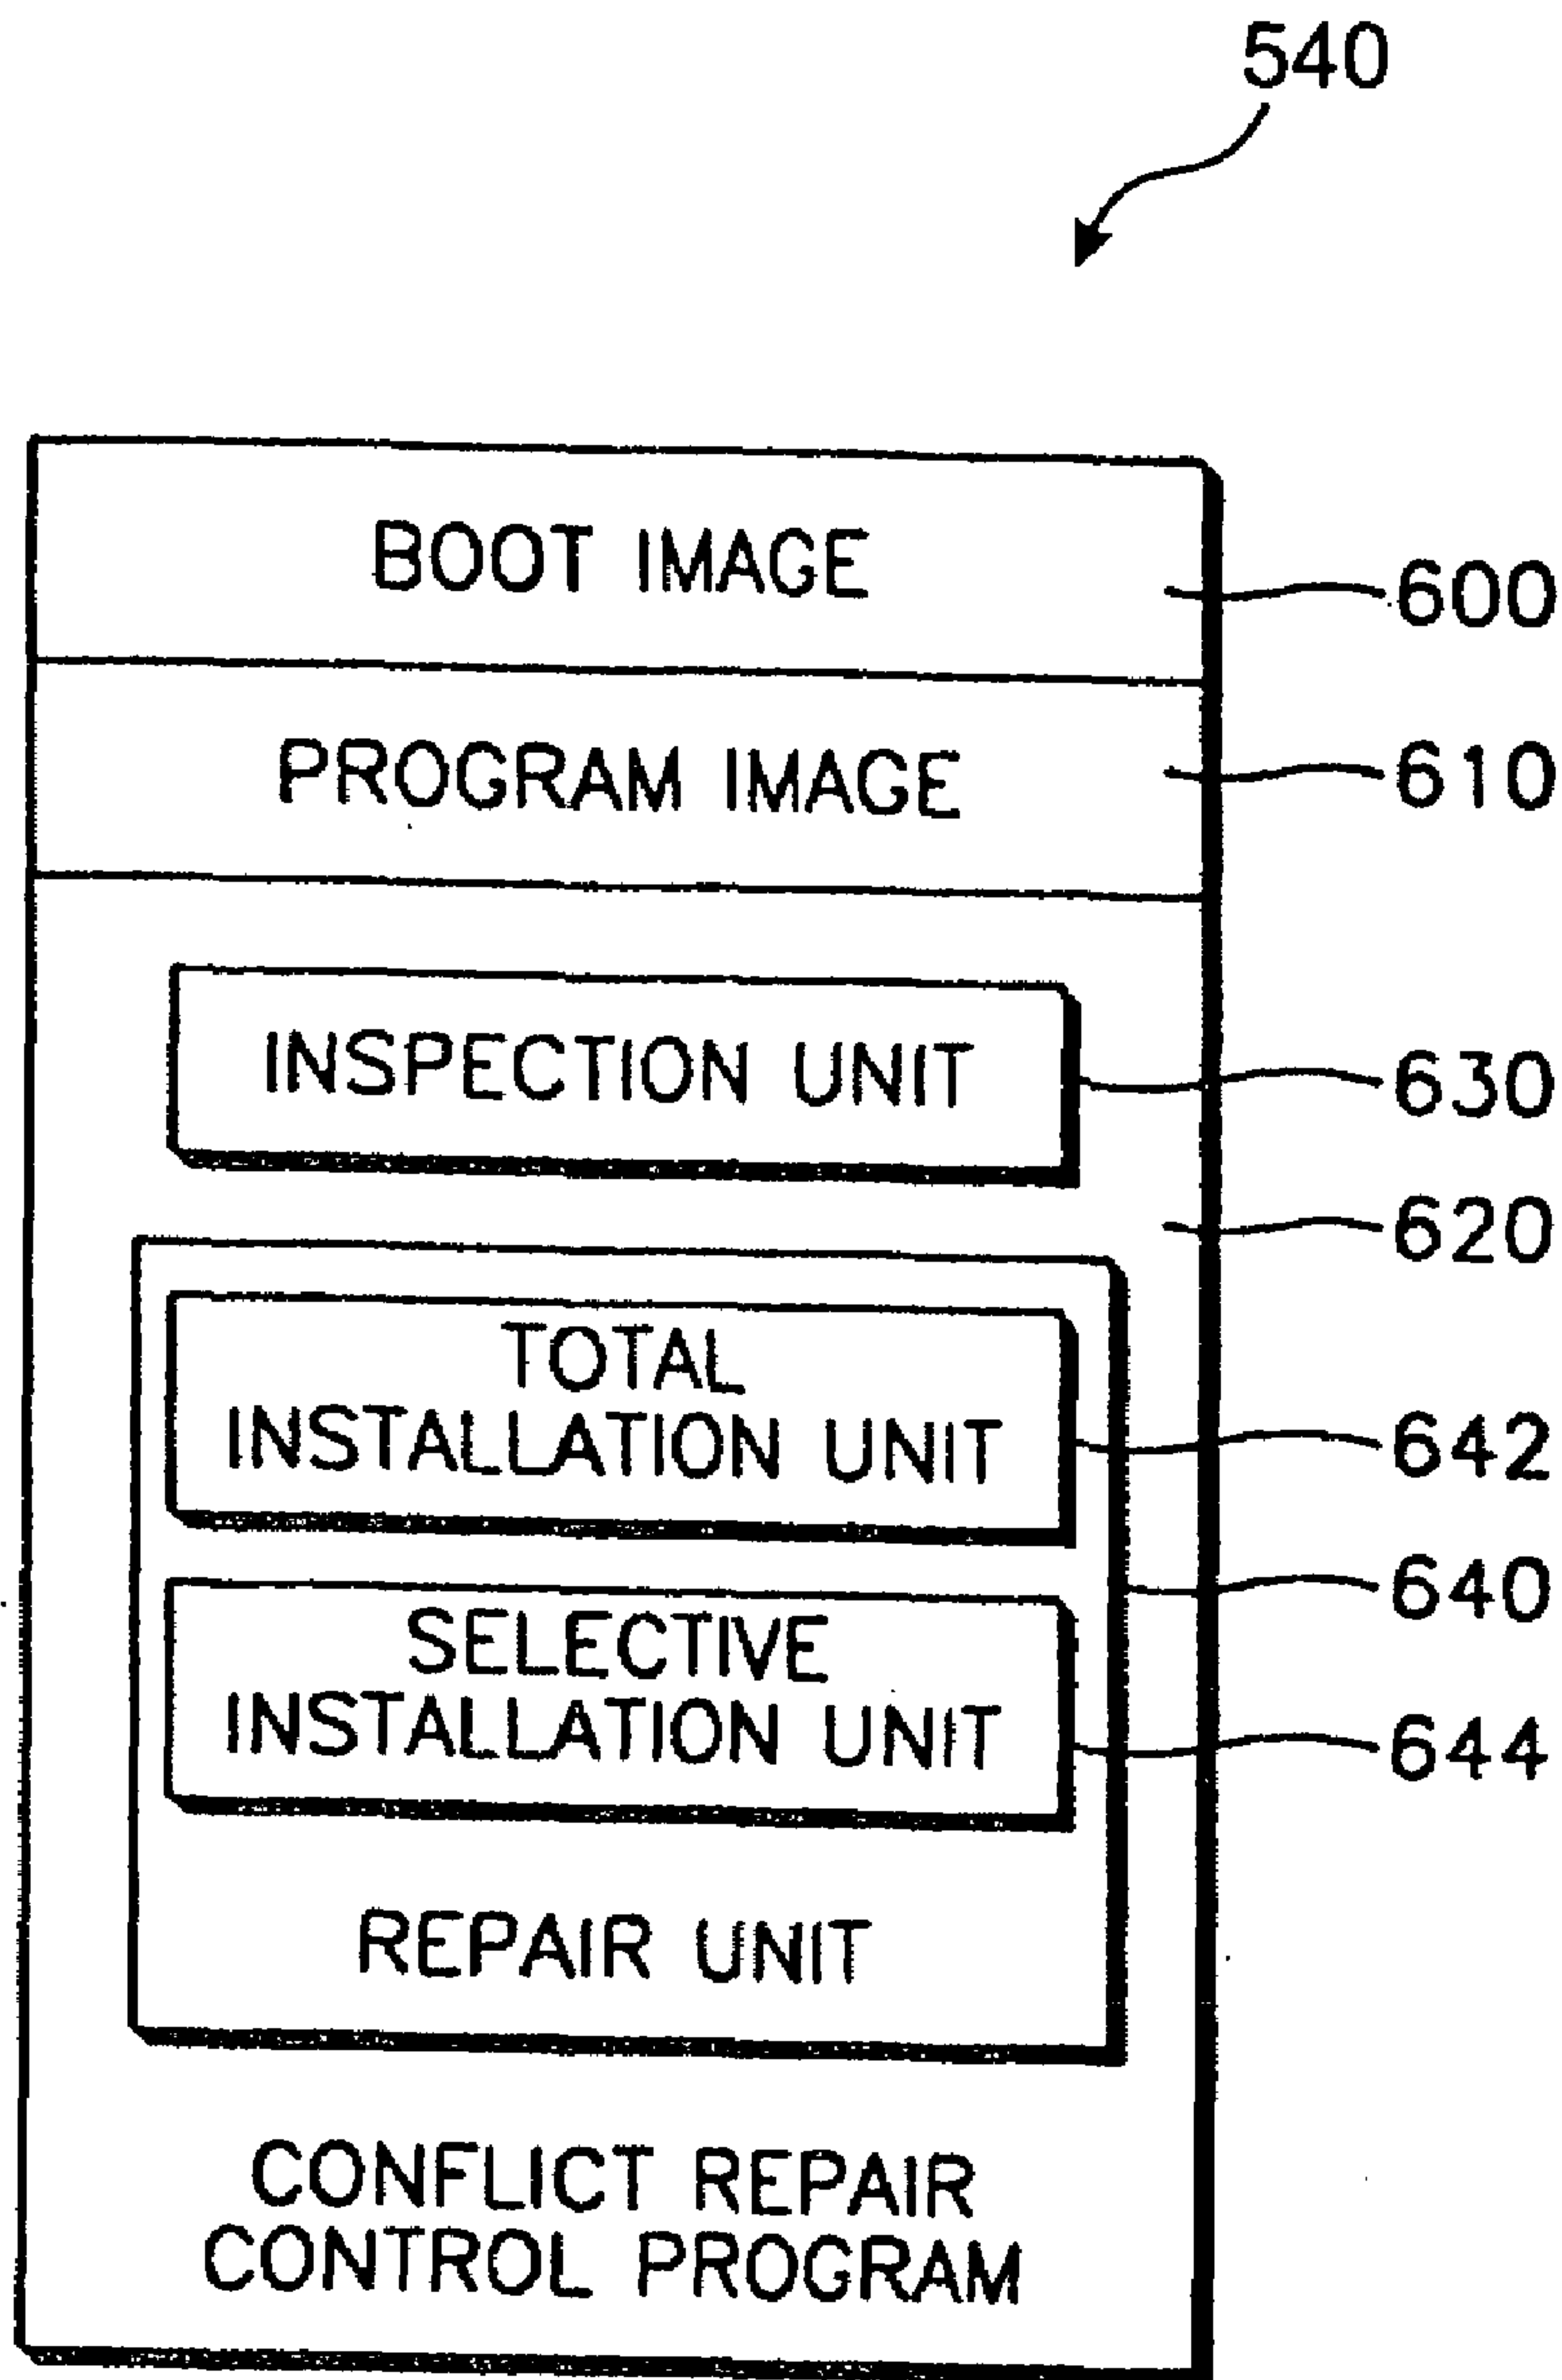 540
BOOT IMAGE
600
PROGRAM IMAGE
610
INSPECTION UNIT
630
620
TOTAL
INSTALLATION UNIT
642
640
SELECTIVE
INSTALLATION UNIT
644
REPAIR UNIT
CONFLICT REPAIR
CONTROL PROGRAM